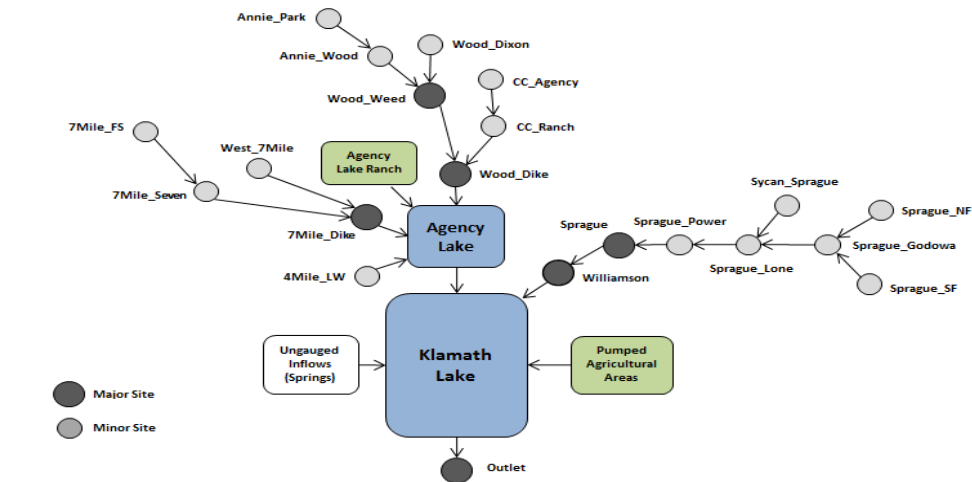 Annie_Park
Annie_Wood
Wood_Dixon
CC_Agency
Wood_Weed
7Mile_FS
CC_Ranch
West_7Mile
Agency
Lake Ranch
Wood_Dike
7Mile_Seven
Sycan_Sprague
Sprague
Sprague_Power
Sprague_NF
Agency
Lake
7Mile_Dike
Sprague_Godowa
Sprague_Lone
4Mile_LW
Williamson
Sprague_SF
Ungauged
Inflows
(Springs)
Klamath
Lake
Pumped
Agricultural
Areas
Major Site
Minor Site
Outlet